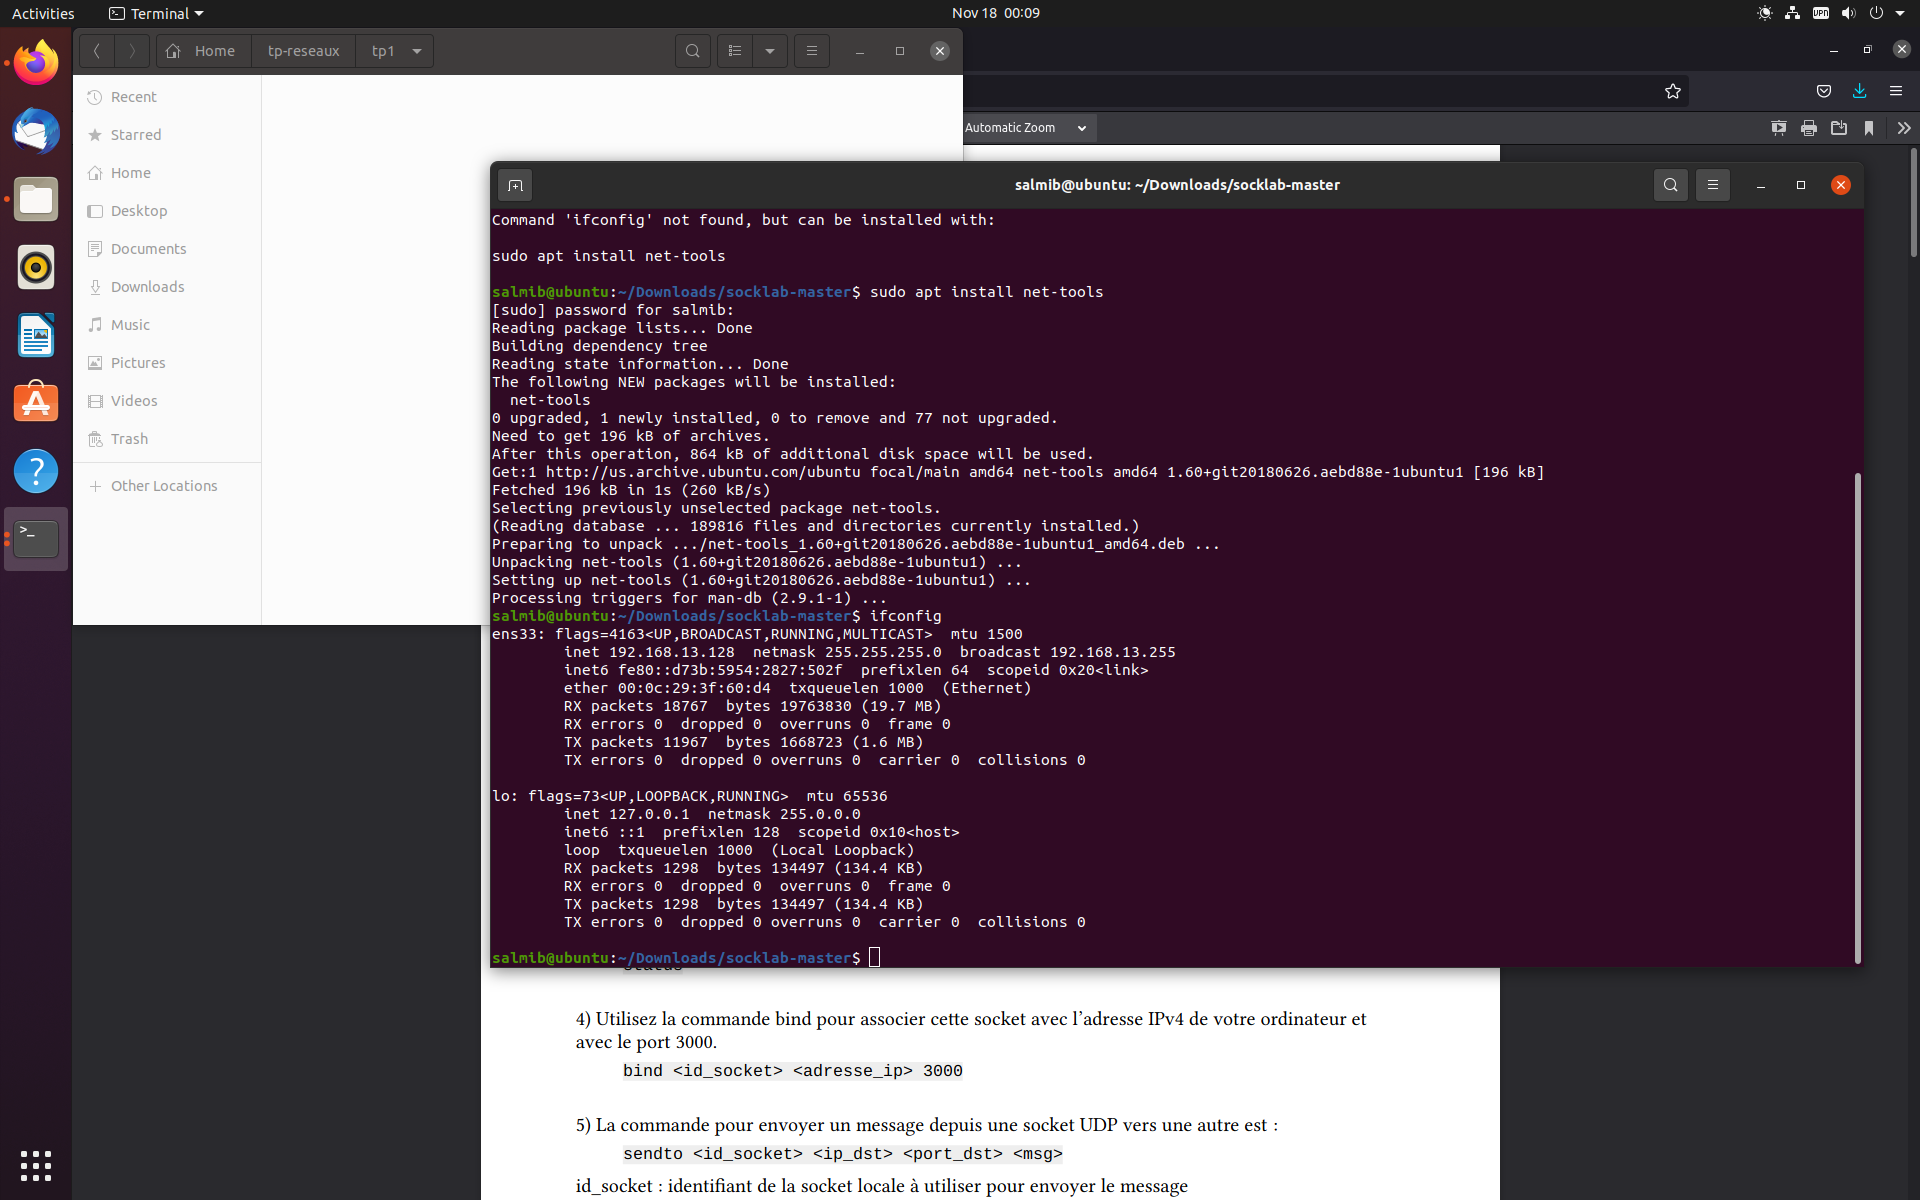 Activities
Terminal
Nov 18 00:09
VPN
Home
tp-reseaux
tp1
Recent
Starred
Home
Desktop
Documents
Downloads
Music
Pictures
Videos
Trash
Other Locations
Automatic Zoom
salmib@ubuntu: ~/Downloads/socklab-master
Command 'ifconfig' not found, but can be installed with:
sudo apt install net-tools
salmib@ubuntu:~/Downloads/socklab-master$ sudo apt install net-tools
[sudo] password for salmib:
Reading package lists... Done
Building dependency tree
Reading state information... Done
The following NEW packages will be installed:
  net-tools
0 upgraded, 1 newly installed, 0 to remove and 77 not upgraded.
Need to get 196 kB of archives.
After this operation, 864 kB of additional disk space will be used.
Get:1 http://us.archive.ubuntu.com/ubuntu focal/main amd64 net-tools amd64 1.60+git20180626.aebd88e-1ubuntu1 [196 kB]
Fetched 196 kB in 1s (260 kB/s)
Selecting previously unselected package net-tools.
(Reading database ... 189816 files and directories currently installed.)
Preparing to unpack .../net-tools_1.60+git20180626.aebd88e-1ubuntu1_amd64.deb ...
Unpacking net-tools (1.60+git20180626.aebd88e-1ubuntu1) ...
Setting up net-tools (1.60+git20180626.aebd88e-1ubuntu1) ...
Processing triggers for man-db (2.9.1-1) ...
salmib@ubuntu:~/Downloads/socklab-master$ ifconfig
ens33: flags=4163<UP,BROADCAST,RUNNING,MULTICAST>  mtu 1500
        inet 192.168.13.128  netmask 255.255.255.0  broadcast 192.168.13.255
        inet6 fe80::d73b:5954:2827:502f  prefixlen 64  scopeid 0x20<link>
        ether 00:0c:29:3f:60:d4  txqueuelen 1000  (Ethernet)
        RX packets 18767  bytes 19763830 (19.7 MB)
        RX errors 0  dropped 0  overruns 0  frame 0
        TX packets 11967  bytes 1668723 (1.6 MB)
        TX errors 0  dropped 0 overruns 0  carrier 0  collisions 0
lo: flags=73<UP,LOOPBACK,RUNNING>  mtu 65536
        inet 127.0.0.1  netmask 255.0.0.0
        inet6 ::1  prefixlen 128  scopeid 0x10<host>
        loop  txqueuelen 1000  (Local Loopback)
        RX packets 1298  bytes 134497 (134.4 KB)
        RX errors 0  dropped 0  overruns 0  frame 0
        TX packets 1298  bytes 134497 (134.4 KB)
        TX errors 0  dropped 0 overruns 0  carrier 0  collisions 0
salmib@ubuntu:~/Downloads/socklab-master$
4) Utilisez la commande bind pour associer cette socket avec l'adresse IPv4 de votre ordinateur et
avec le port 3000.
bind <id_socket> <adresse_ip> 3000
5) La commande pour envoyer un message depuis une socket UDP vers une autre est :
sendto <id_socket> <ip_dst> <port_dst> <msg>
id_socket : identifiant de la socket locale à utiliser pour envoyer le message